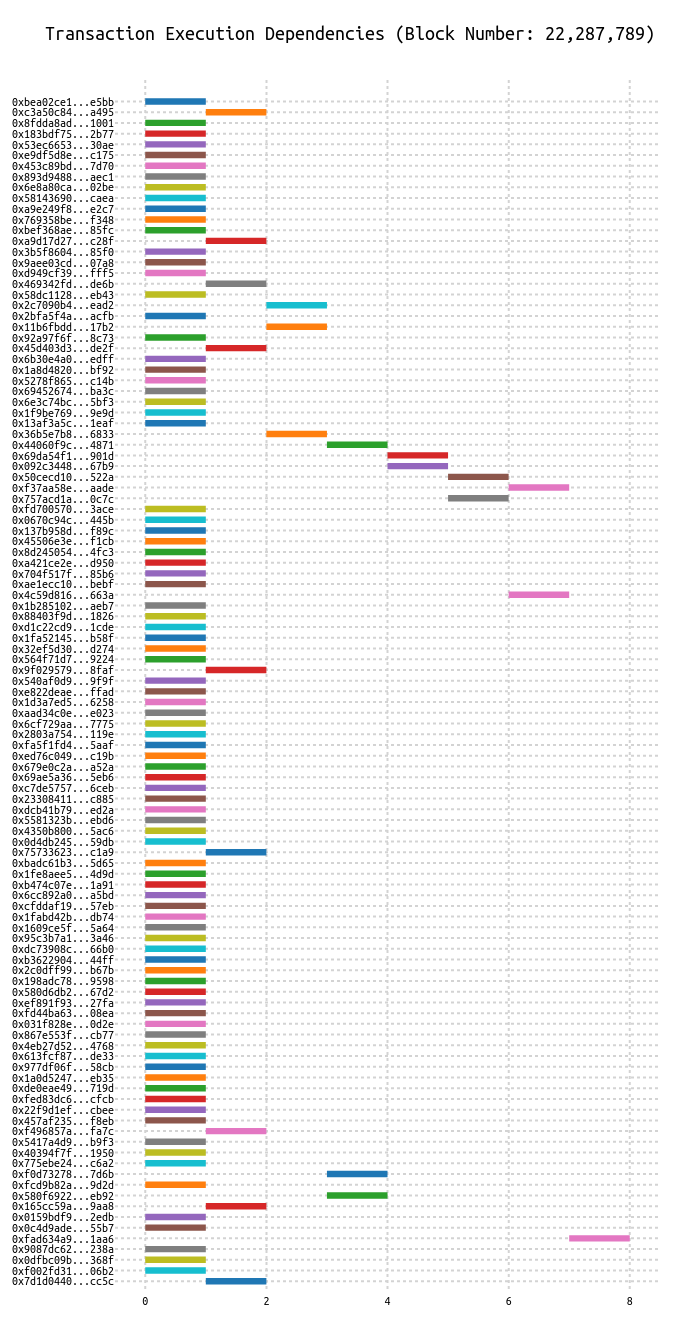 Transaction Execution Dependencies (Block Number: 22,287,789)
0xbea02ce1...e5bb
0xc3a50c84...a495
0x8fdda8ad...1001
0x183bdf75...2b77
0x53ec6653...30ae
0xe9df5d8e...c175
0x453c89bd...7d70
0x893d9488...aec1
0x6e8a80ca...02be
0x58143690...caea
0xa9e249f8...e2c7
0x769358be...f348
0xbef368ae...85fc
0xa9d17d27...c28f
0x3b5f8604...85f0
0x9aee03cd...07a8
0xd949cf39...fff5
0x469342fd...de6b
0x58dc1128...eb43
0x2c7090b4...ead2
0x2bfa5f4a...acfb
0x11b6fbdd...17b2
0x92a97f6f...8c73
0x45d403d3...de2f
0x6b30e4a0...edff
0x1a8d4820...bf92
0x5278f865...c14b
0x69452674...ba3c
0x6e3c74bc...5bf3
0x1f9be769...9e9d
0x13af3a5c...1eaf
0x36b5e7b8...6833
0x44060f9c...4871
0x69da54f1...901d
0x092c3448...67b9
0x50cecd10...522a
0xf37aa58e...aade
0x757acd1a...0c7c
0xfd700570...3ace
0x0670c94c...445b
0x137b958d...f89c
0x45506e3e...f1cb
0x8d245054...4fc3
0xa421ce2e...d950
0x704f517f...85b6
0xae1ecc10...bebf
0x4c59d816...663a
0x1b285102...aeb7
0x88403f9d...1826
0xd1c22cd9...1cde
0x1fa52145...b58f
0x32ef5d30...d274
0x564f71d7...9224
0x9f029579...8faf
0x540af0d9...9f9f
0xe822deae...ffad
0x1d3a7ed5...6258
0xaad34c0e...e023
0x6cf729aa...7775
0x2803a754...119e
0xfa5f1fd4...5aaf
0xed76c049...c19b
0x679e0c2a...a52a
0x69ae5a36...5eb6
0xc7de5757...6ceb
0x23308411...c885
0xdcb41b79...ed2a
0x5581323b...ebd6
0x4350b800...5ac6
0x0d4db245...59db
0x75733623...c1a9
0xbadc61b3...5d65
0x1fe8aee5...4d9d
0xb474c07e...1a91
0x6cc892a0...a5bd
0xcfddaf19...57eb
0x1fabd42b...db74
0x1609ce5f...5a64
0x95c3b7a1...3a46
0xdc73908c...66b0
0xb3622904...44ff
0x2c0dff99...b67b
0x198adc78...9598
0x580d6db2...67d2
0xef891f93...27fa
0xfd44ba63...08ea
0x031f828e...0d2e
0x867e553f...cb77
0x4eb27d52...4768
0x613fcf87...de33
0x977df06f...58cb
0x1a0d5247...eb35
0xde0eae49...719d
0xfed83dc6...cfcb
0x22f9d1ef...cbee
0x457af235...f8eb
0xf496857a...fa7c
0x5417a4d9...b9f3
0x40394f7f...1950
0x775ebe24...c6a2
0xf0d73278...7d6b
0xfcd9b82a...9d2d
0x580f6922...eb92
0x165cc59a...9aa8
0x0159bdf9...2edb
0x0c4d9ade...55b7
0xfad634a9...1aa6
0x9087dc62...238a
0x0dfbc09b...368f
0xf002fd31...06b2
0x7d1d0440...cc5c
0 2 4 6 8